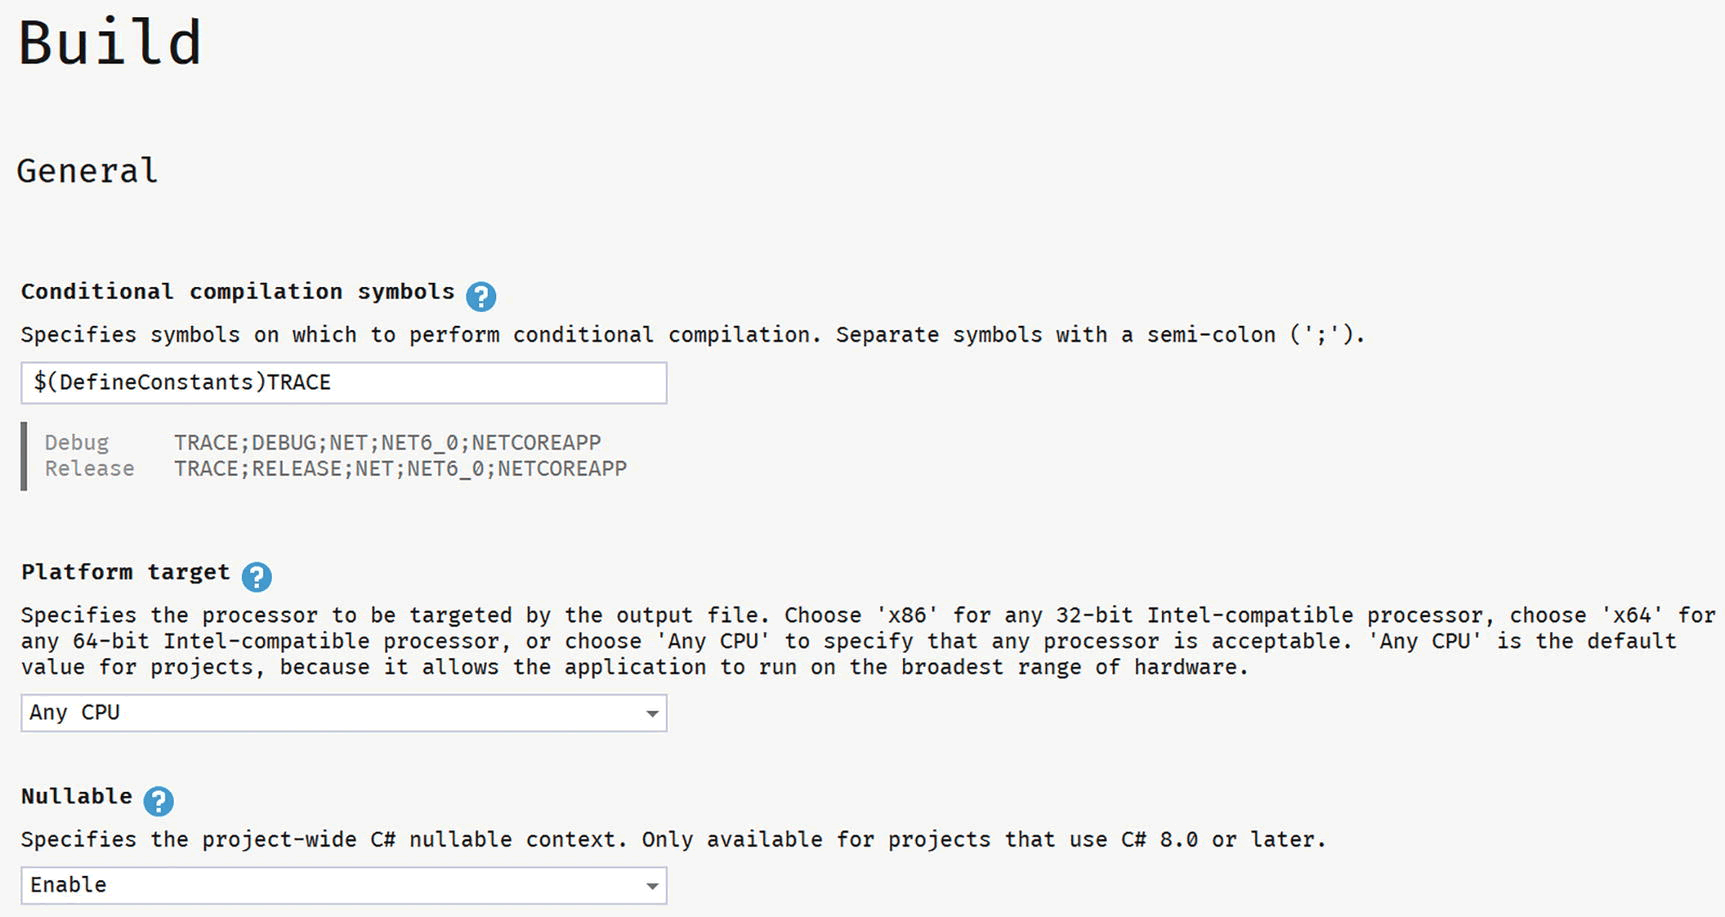 Build
General
Conditional compilation symbols ?
Specifies symbols on which to perform conditional compilation. Separate symbols with a semi-colon (';').
$(DefineConstants)TRACE
Debug TRACE;DEBUG;NET;NET6_0;NETCOREAPP
Release TRACE;RELEASE;NET;NET6_0;NETCOREAPP
Platform target ?
Specifies the processor to be targeted by the output file. Choose 'x86' for any 32-bit Intel-compatible processor, choose 'x64' for
any 64-bit Intel-compatible processor, or choose 'Any CPU' to specify that any processor is acceptable. 'Any CPU' is the default
value for projects, because it allows the application to run on the broadest range of hardware.
Any CPU
Nullable ?
Specifies the project-wide C# nullable context. Only available for projects that use C# 8.0 or later.
Enable